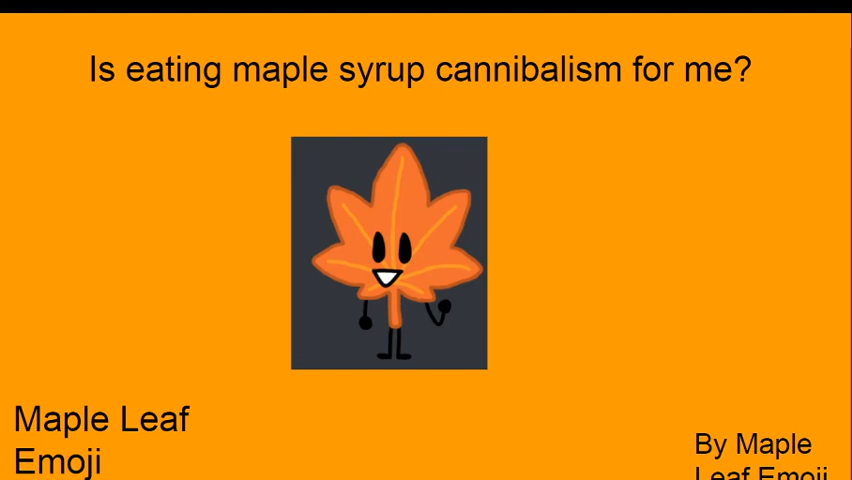 Is eating maple syrup cannibalism for me?
Maple Leaf
Emoji
By Maple
Leaf Emoji